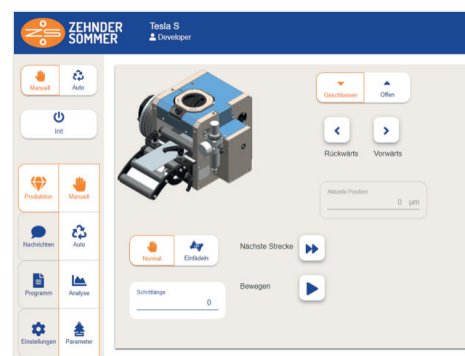 ZS
ZEHNDER
SOMMER
Tesla S
Developer
Manuell
Auto
Init
Produktion
Manuell
Nachrichten
Auto
Programm
Analyse
Einstellungen
Parameter
Geschlossen
Offen
Rückwärts
Vorwärts
Aktuelle Position
0 µm
Normal
Einfädeln
Nächste Strecke
Schrittlänge
0
Bewegen